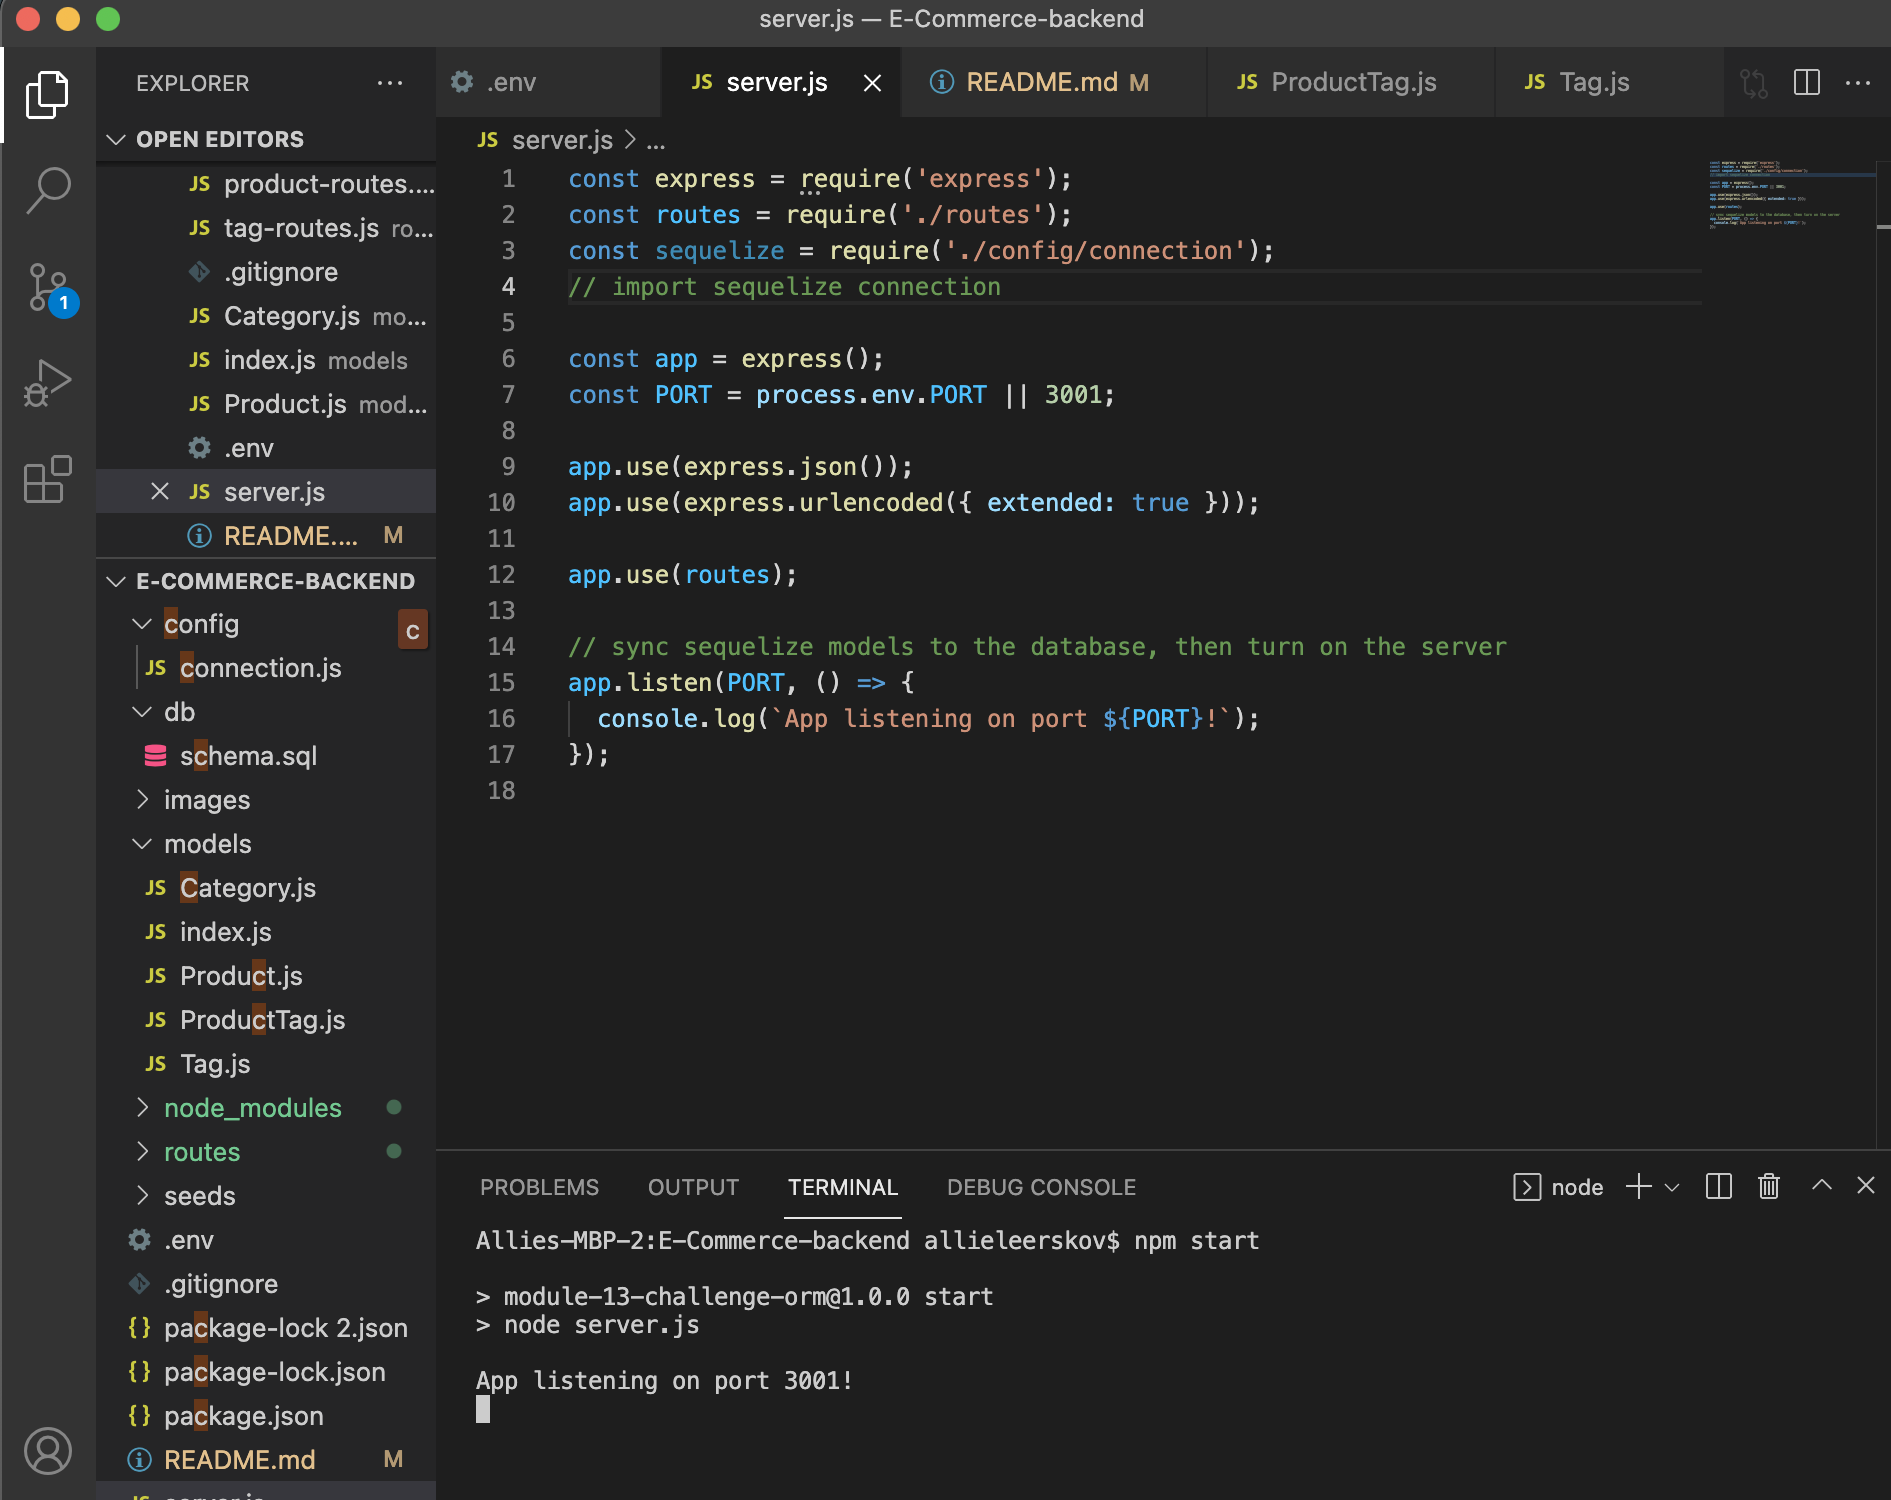 server.js — E-Commerce-backend
EXPLORER
OPEN EDITORS
JS product-routes....
JS tag-routes.js ro...
.gitignore
JS Category.js mo...
JS index.js models
JS Product.js mod...
.env
JS server.js
README.... M
E-COMMERCE-BACKEND
config
c
JS connection.js
db
schema.sql
images
models
JS Category.js
JS index.js
JS Product.js
JS ProductTag.js
JS Tag.js
node_modules
routes
seeds
.env
.gitignore
{} package-lock 2.json
{} package-lock.json
{} package.json
README.md M
JS server.js
1
.env
JS server.js
README.md M
JS ProductTag.js
JS Tag.js
JS server.js > ...
1 const express = require('express');
2 const routes = require('./routes');
3 const sequelize = require('./config/connection');
4 // import sequelize connection
5
6 const app = express();
7 const PORT = process.env.PORT || 3001;
8
9 app.use(express.json());
10 app.use(express.urlencoded({ extended: true }));
11
12 app.use(routes);
13
14 // sync sequelize models to the database, then turn on the server
15 app.listen(PORT, () => {
16 console.log(`App listening on port ${PORT}!`);
17 });
18
PROBLEMS OUTPUT TERMINAL DEBUG CONSOLE
node
Allies-MBP-2:E-Commerce-backend allieleerskov$ npm start
> module-13-challenge-orm@1.0.0 start
> node server.js
App listening on port 3001!